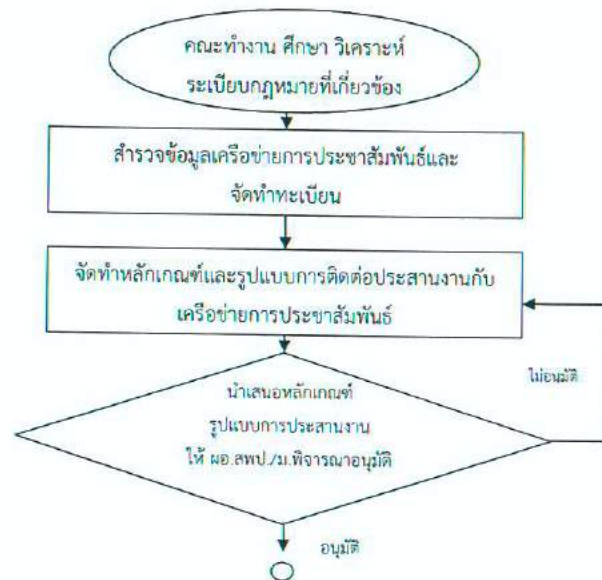 คณะทำงาน ศึกษา วิเคราะห์
ระเบียบกฎหมายที่เกี่ยวข้อง
สำรวจข้อมูลเครือข่ายการประชาสัมพันธ์และ
จัดทำทะเบียน
จัดทำหลักเกณฑ์และรูปแบบการติดต่อประสานงานกับ
เครือข่ายการประชาสัมพันธ์
ไม่อนุมัติ
นำเสนอหลักเกณฑ์
รูปแบบการประสานงาน
ให้ ผอ.สพป./ม.พิจารณาอนุมัติ
อนุมัติ